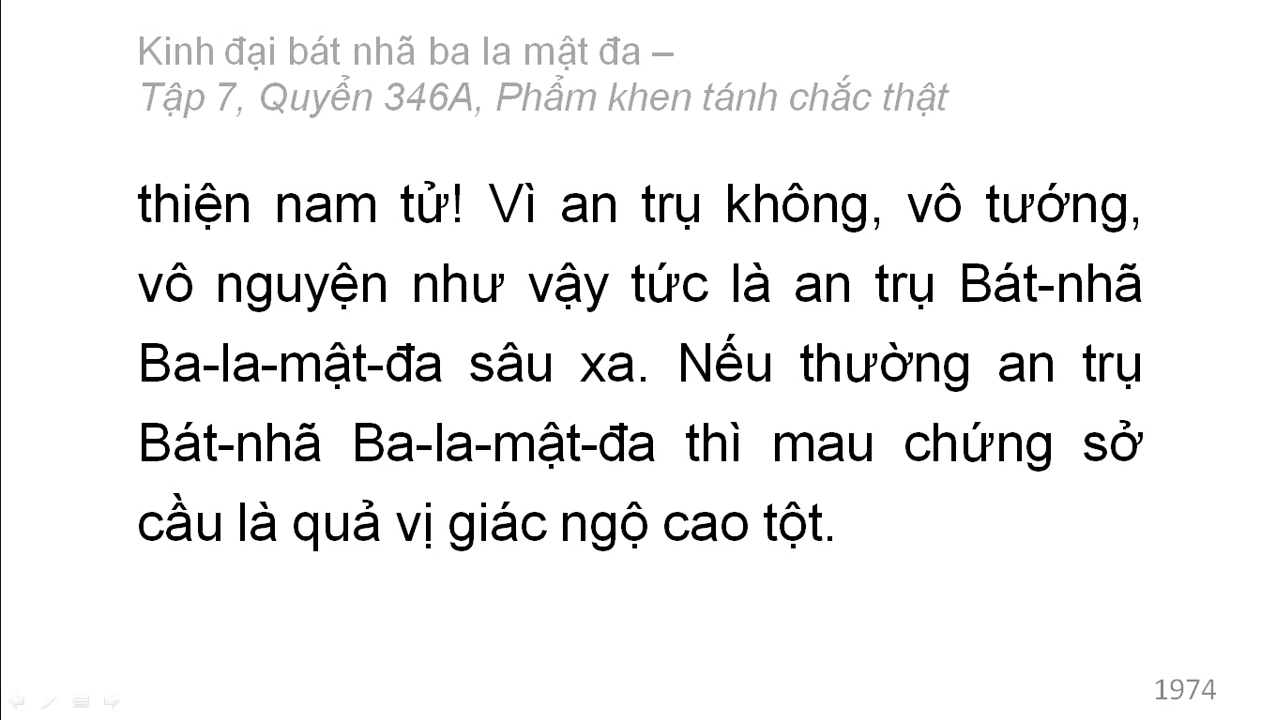 Kinh đại bát nhã ba la mật đa –
Tập 7, Quyển 346A, Phẩm khen tánh chắc thật
thiện nam tử! Vì an trụ không, vô tướng,
vô nguyện như vậy tức là an trụ Bát-nhã
Ba-la-mật-đa sâu xa. Nếu thường an trụ
Bát-nhã Ba-la-mật-đa thì mau chứng sở
cầu là quả vị giác ngộ cao tột.
1974